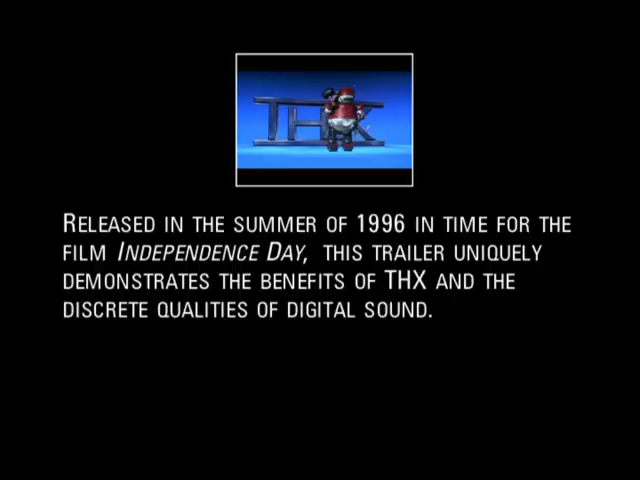 THX
RELEASED IN THE SUMMER OF 1996 IN TIME FOR THE
FILM INDEPENDENCE DAY, THIS TRAILER UNIQUELY
DEMONSTRATES THE BENEFITS OF THX AND THE
DISCRETE QUALITIES OF DIGITAL SOUND.